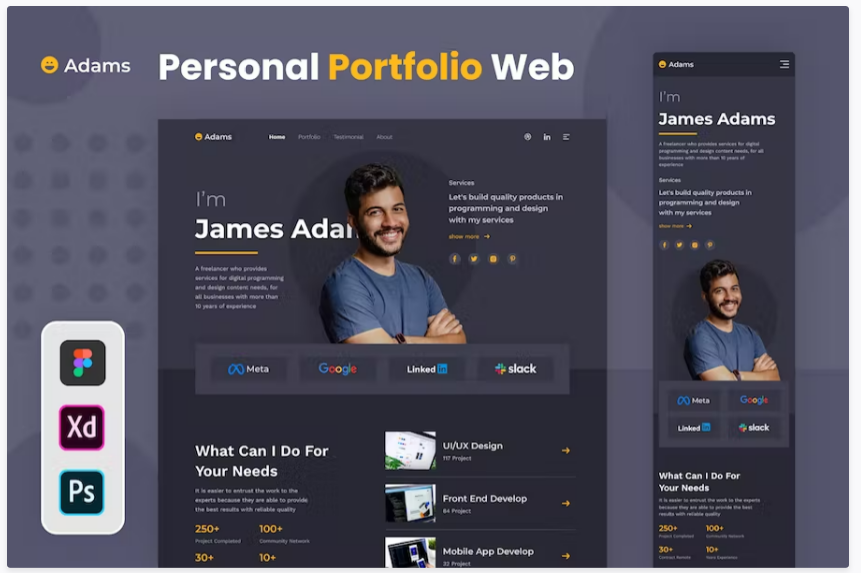 Adams
Personal Portfolio Web
Adams
Home Portfolio Testimonial About
in
I'm
James Adam
A freelancer who provides
services for digital programming
and design content needs, for
all businesses with more than
10 years of experience
Services
Let's build quality products in
programming and design
with my services
show more
Meta
Google
Linked in
slack
What Can I Do For
Your Needs
It is easier to entrust the work to the
experts because they are able to provide
the best results with reliable quality
250+
Project Completed
100+
Community Network
30+
10+
UI/UX Design
117 Project
Front End Develop
84 Project
Mobile App Develop
32 Project
Xd
Ps
Adams
I'm
James Adams
A freelancer who provides services for digital
programming and design content needs, for all
businesses with more than 10 years of
experience
Services
Let's build quality products in
programming and design
with my services
show more
Meta
Google
Linked in
slack
What Can I Do For
Your Needs
It is easier to entrust the work to the experts
because they are able to provide the best
results with reliable quality
250+
Project Completed
100+
Community Network
30+
10+